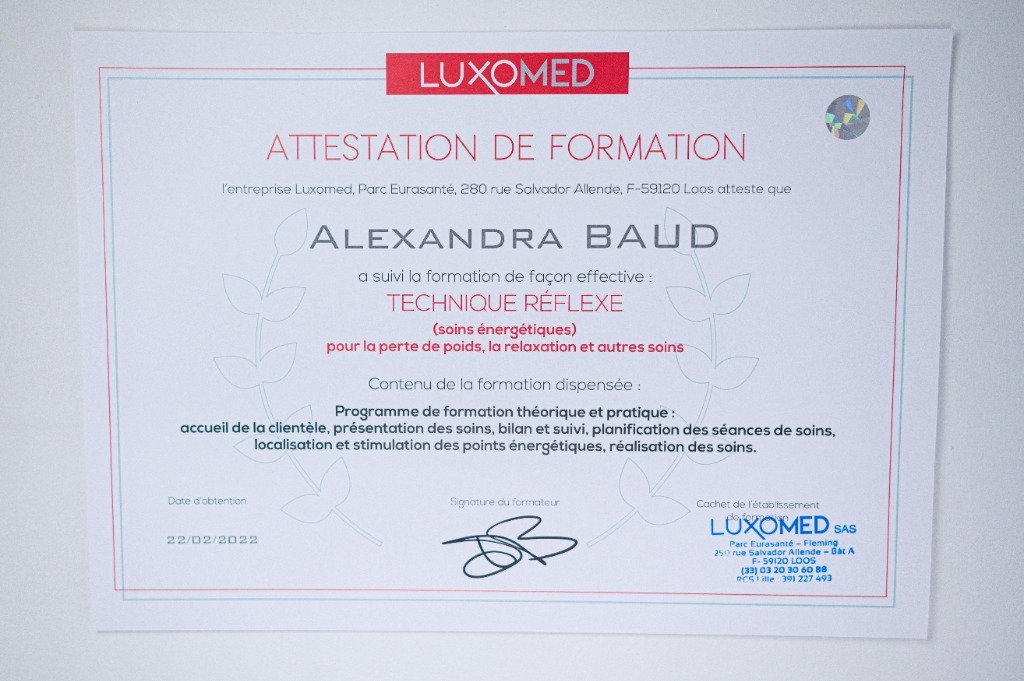 LUXOMED
ATTESTATION DE FORMATION
l'entreprise Luxomed, Parc Eurasanté, 280 rue Salvador Allende, F-59120 Loos atteste que
ALEXANDRA BAUD
a suivi la formation de façon effective :
TECHNIQUE RÉFLEXE
(soins énergétiques)
pour la perte de poids, la relaxation et autres soins
Contenu de la formation dispensée :
Programme de formation théorique et pratique :
accueil de la clientèle, présentation des soins, bilan et suivi, planification des séances de soins,
localisation et stimulation des points énergétiques, réalisation des soins.
Date d'obtention
22/02/2022
Signature du formateur
Cachet de l'établissement
de formation
LUXOMED SAS
Parc Eurasanté - Fleming
rue Salvador Allende - Bât A
F- 59120 LOOS
(33) 03 20 30 60 88
RCS Lille : 391 227 493